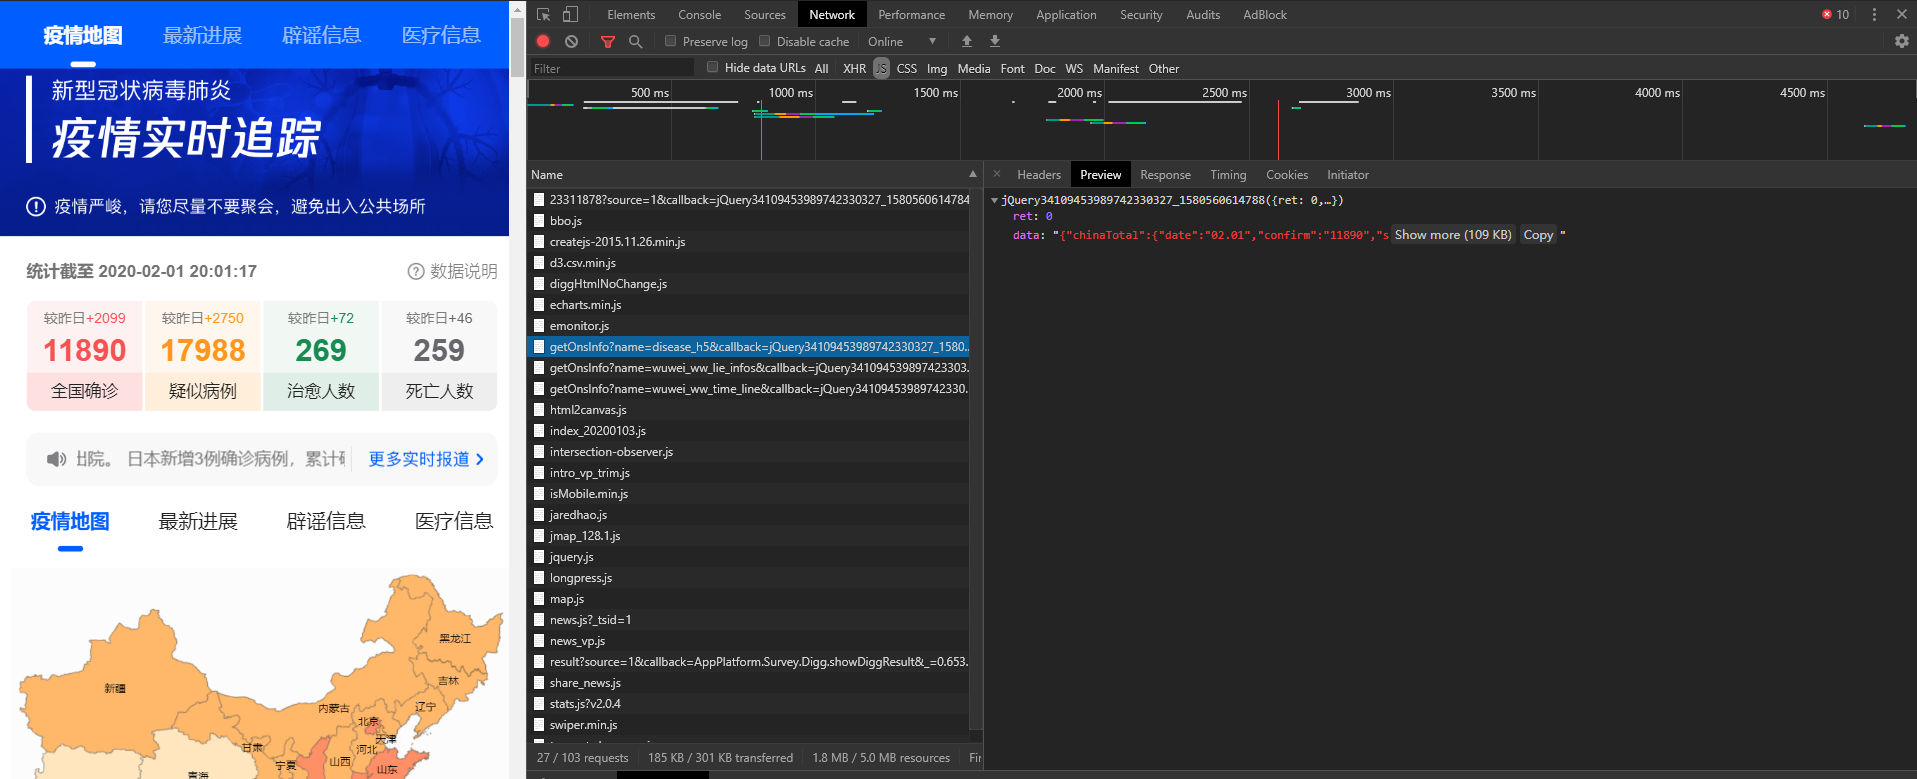 疫情地图 最新进展 辟谣信息 医疗信息
新型冠状病毒肺炎
疫情实时追踪
疫情严峻，请您尽量不要聚会，避免出入公共场所
统计截至 2020-02-01 20:01:17 数据说明
较昨日+2099 较昨日+2750 较昨日+72 较昨日+46
11890 17988 269 259
全国确诊 疑似病例 治愈人数 死亡人数
出院。 日本新增3例确诊病例，累计确 更多实时报道
疫情地图 最新进展 辟谣信息 医疗信息
黑龙江
吉林
新疆
辽宁
内蒙古
北京
天津
甘肃
河北
宁夏
山西
山东
青海
Elements Console Sources Network Performance Memory Application Security Audits AdBlock 10
Preserve log Disable cache Online
Filter Hide data URLs All XHR JS CSS Img Media Font Doc WS Manifest Other
500 ms 1000 ms 1500 ms 2000 ms 2500 ms 3000 ms 3500 ms 4000 ms 4500 ms
Name
23311878?source=1&callback=jQuery34109453989742330327_1580560614784
bbo.js
createjs-2015.11.26.min.js
d3.csv.min.js
diggHtmlNoChange.js
echarts.min.js
emonitor.js
getOnsInfo?name=disease_h5&callback=jQuery34109453989742330327_1580...
getOnsInfo?name=wuwei_ww_lie_infos&callback=jQuery341094539897423303...
getOnsInfo?name=wuwei_ww_time_line&callback=jQuery34109453989742330...
html2canvas.js
index_20200103.js
intersection-observer.js
intro_vp_trim.js
isMobile.min.js
jaredhao.js
jmap_128.1.js
jquery.js
longpress.js
map.js
news.js?_tsid=1
news_vp.js
result?source=1&callback=AppPlatform.Survey.Digg.showDiggResult&_=0.653...
share_news.js
stats.js?v2.0.4
swiper.min.js
27 / 103 requests 185 KB / 301 KB transferred 1.8 MB / 5.0 MB resources Fir
Headers Preview Response Timing Cookies Initiator
jQuery34109453989742330327_1580560614788({ret: 0,…})
ret: 0
data: "{"chinaTotal":{"date":"02.01","confirm":"11890","s Show more (109 KB) Copy "